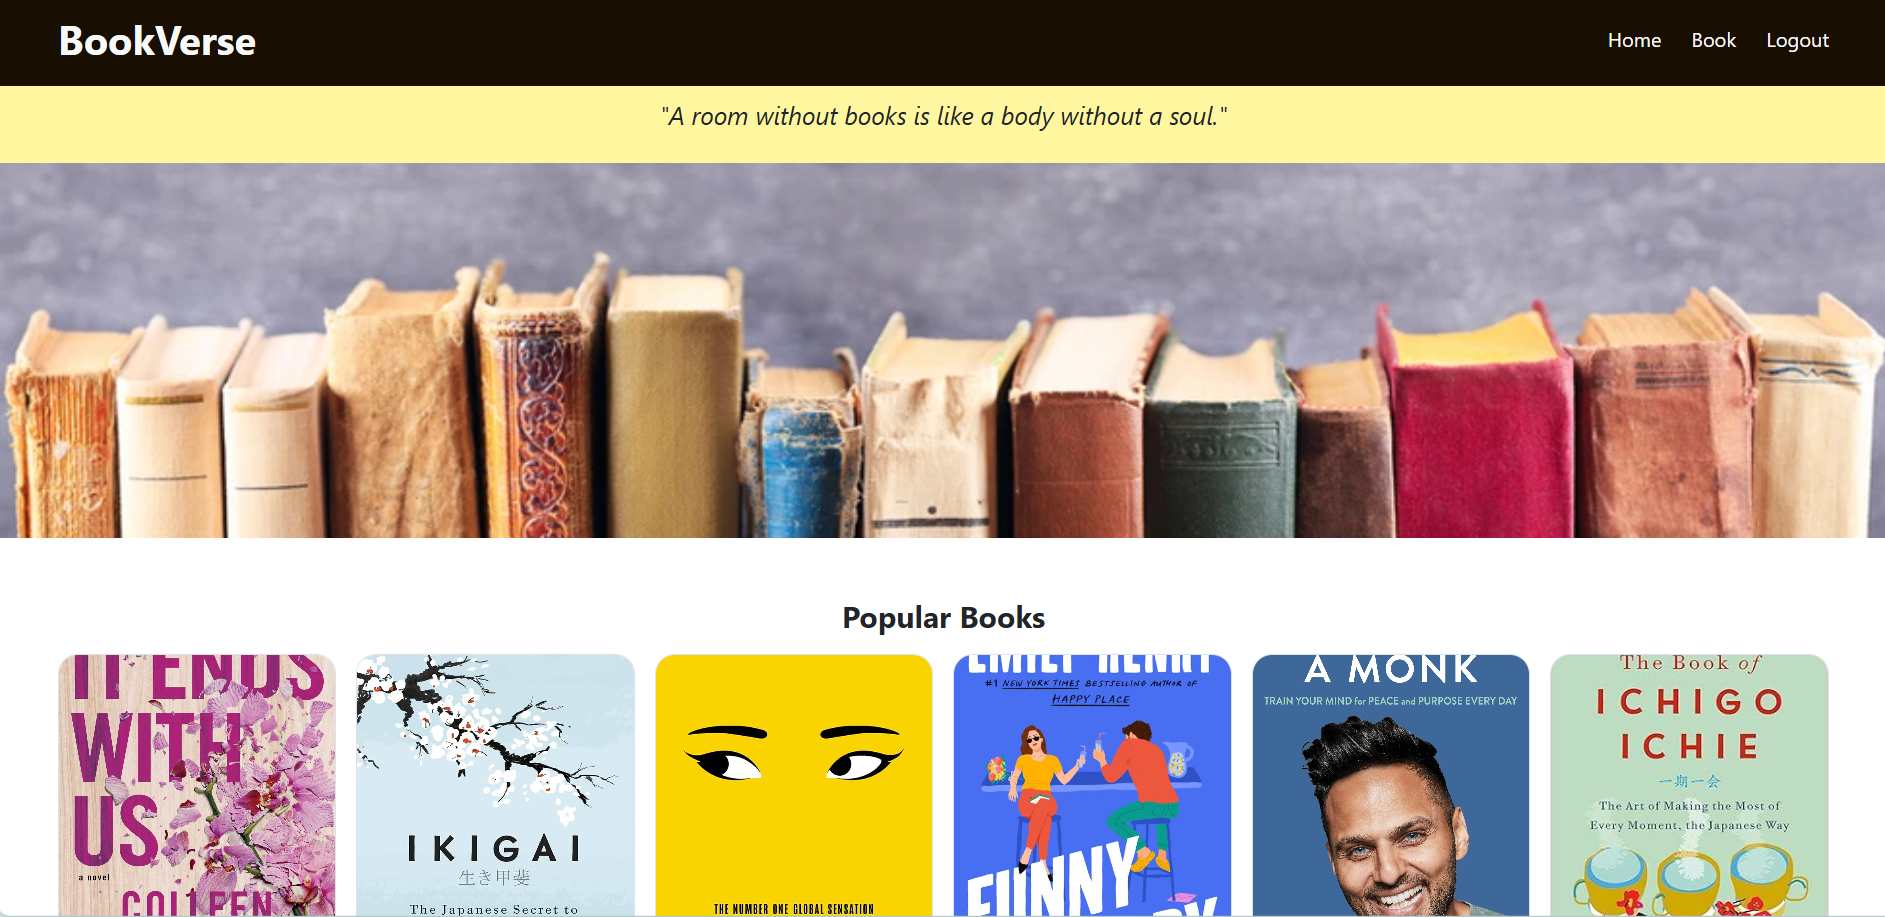 BookVerse
Home Book Logout
"A room without books is like a body without a soul."
Popular Books
IT ENDS
WITH
US
a novel
COLLEEN
IKIGAI
生き甲斐
The Japanese Secret to
THE NUMBER ONE GLOBAL SENSATION
EMILY HENRY
#1 NEW YORK TIMES BESTSELLING AUTHOR OF
HAPPY PLACE
FUNNY
A MONK
TRAIN YOUR MIND for PEACE and PURPOSE EVERY DAY
The Book of
ICHIGO
ICHIE
一期一会
The Art of Making the Most of
Every Moment, the Japanese Way